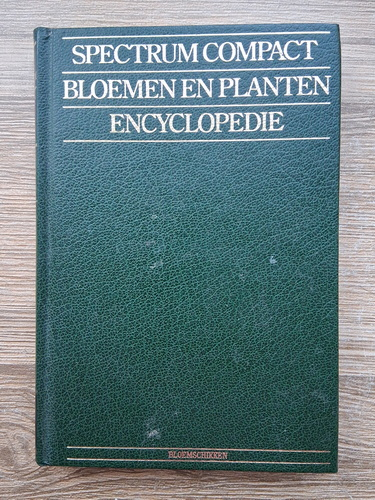 SPECTRUM COMPACT
BLOEMEN EN PLANTEN
ENCYCLOPEDIE
BLOEMSCHIKKEN